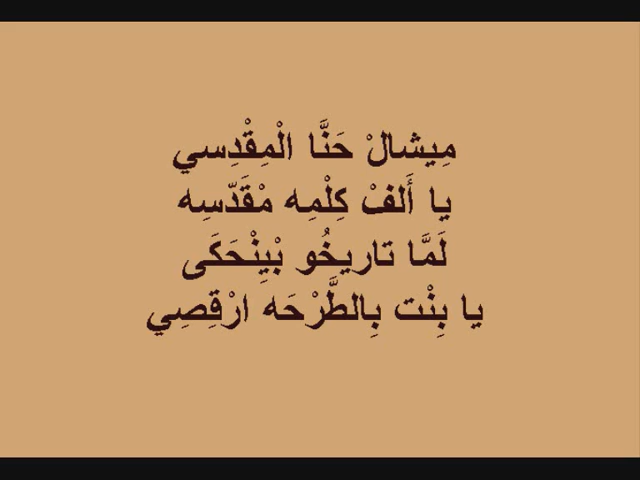 مِيشالْ حَنَّا الْمِقْدِسي
يا أَلفْ كِلْمِه مْقَدّسِه
لَمَّا تاريخُو بْيِنْحَكَى
يا بِنْت بِالطَّرْحَه ارْقِصِي